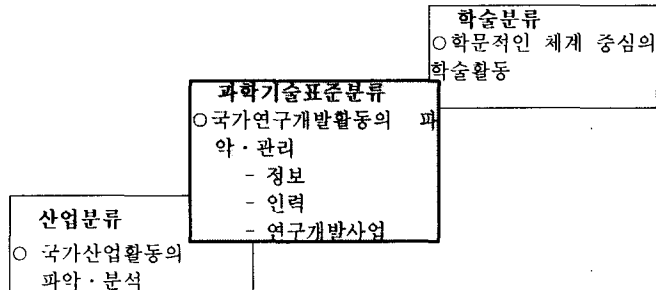 학술분류
○학문적인 체계 중심의
학술활동
과학기술표준분류
○국가연구개발활동의 파
악·관리
- 정보
- 인력
- 연구개발사업
산업분류
○ 국가산업활동의
파악·분석